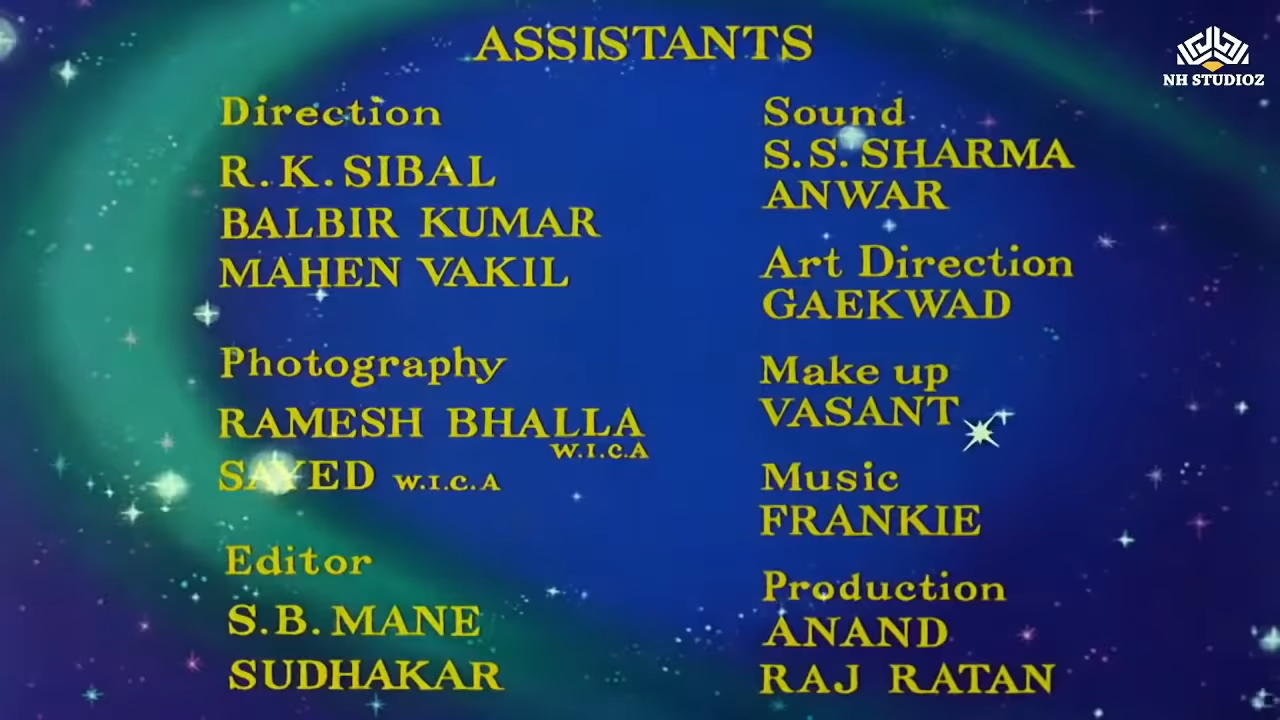 ASSISTANTS
NH STUDIOZ
Direction
R.K. SIBAL
BALBIR KUMAR
MAHEN VAKIL
Photography
RAMESH BHALLA
W.I.C.A
SAYED W.I.C.A
Editor
S.B. MANE
SUDHAKAR
Sound
S.S. SHARMA
ANWAR
Art Direction
GAEKWAD
Make up
VASANT
Music
FRANKIE
Production
ANAND
RAJ RATAN